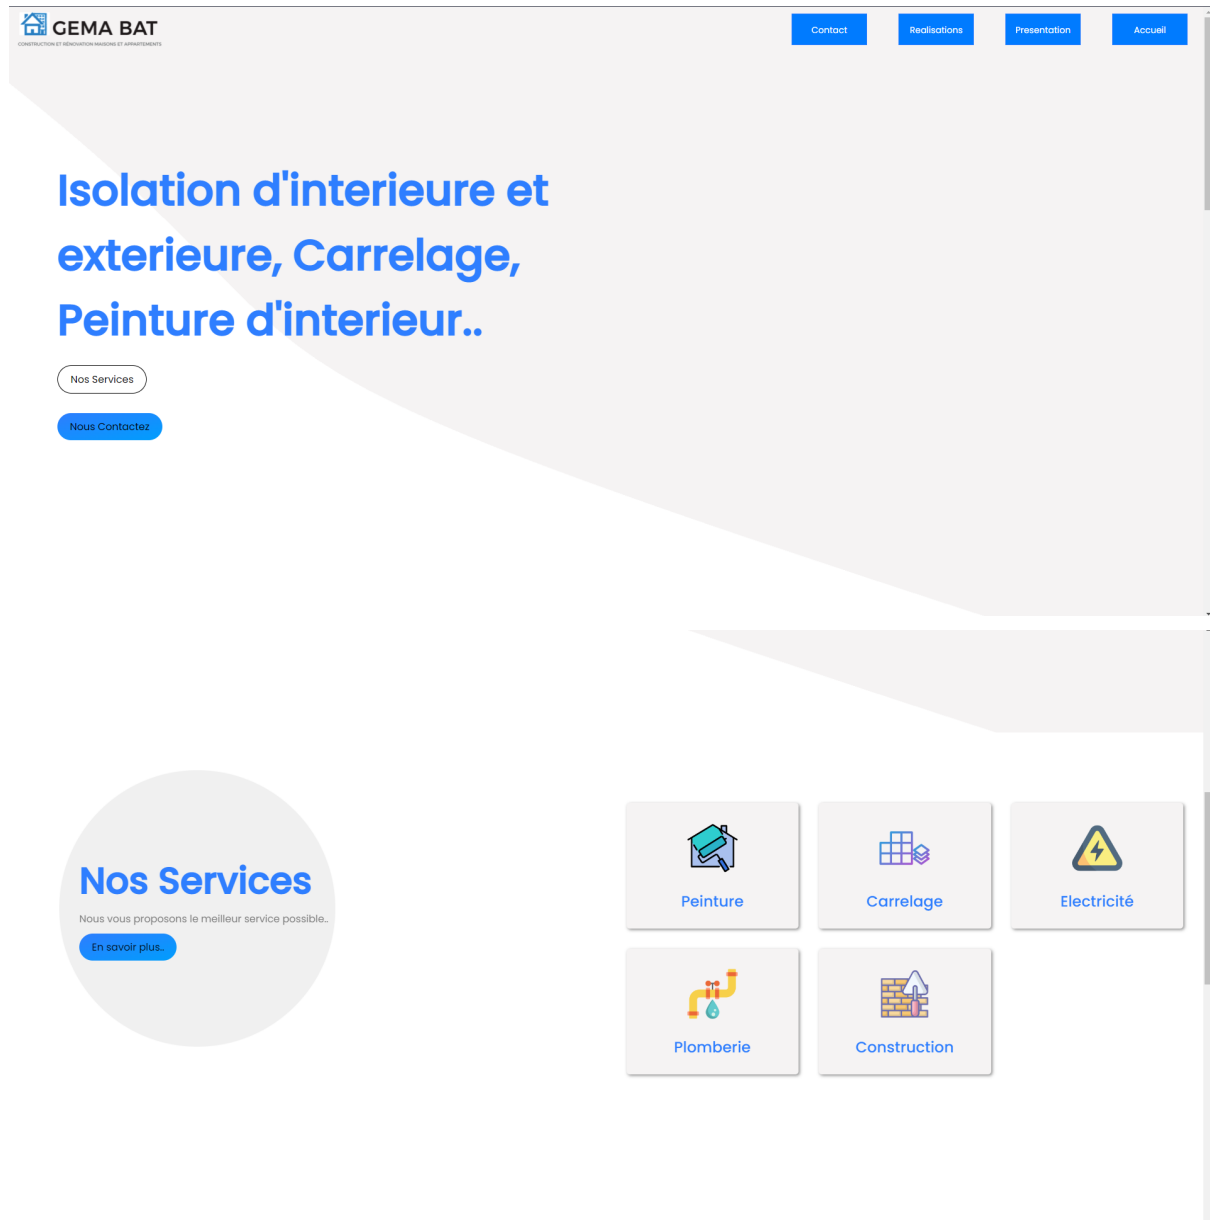 GEMA BAT
CONSTRUCTION ET RÉNOVATION MAISONS ET APPARTEMENTS
Contact
Realisations
Presentation
Accueil
Isolation d'interieure et
exterieure, Carrelage,
Peinture d'interieur..
Nos Services
Nous Contactez
Nos Services
Nous vous proposons le meilleur service possible..
En savoir plus..
Peinture
Carrelage
Electricité
Plomberie
Construction